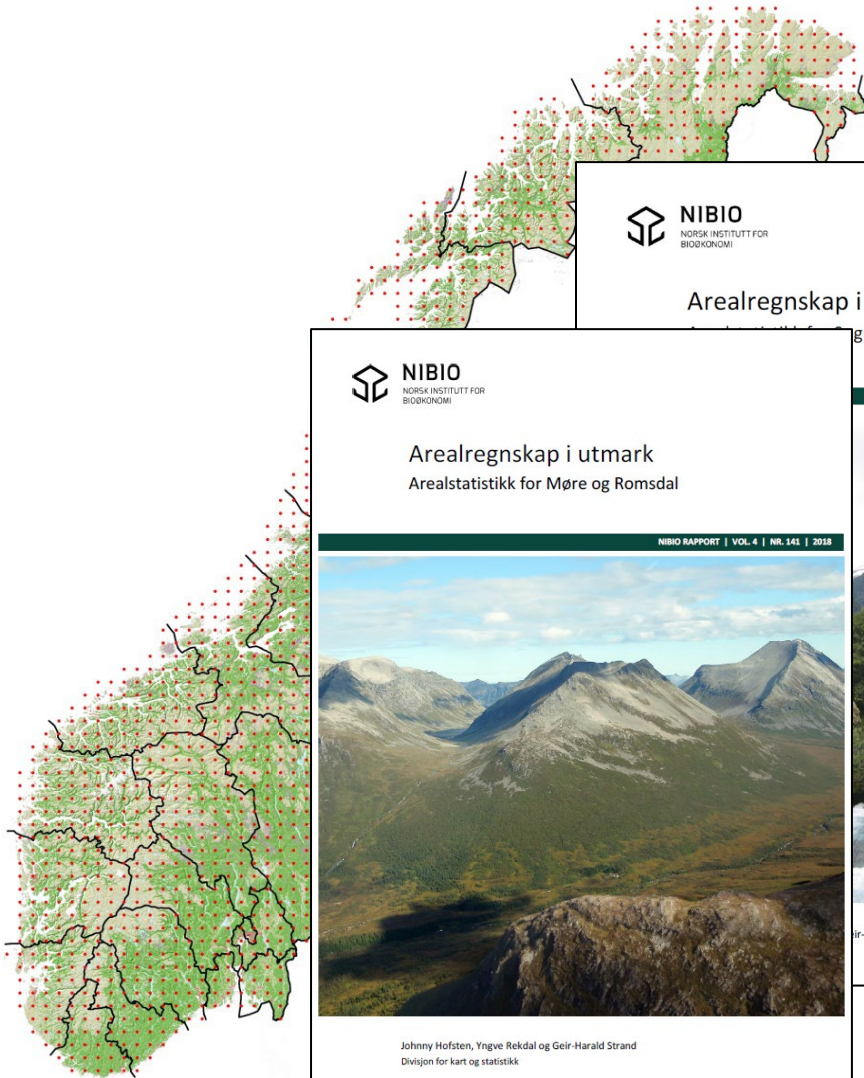 NIBIO
NORSK INSTITUTT FOR
BIOØKONOMI
Arealregnskap i
NIBIO
NORSK INSTITUTT FOR
BIOØKONOMI
Arealregnskap i utmark
Arealstatistikk for Møre og Romsdal
NIBIO RAPPORT | VOL. 4 | NR. 141 | 2018
Johnny Hofsten, Yngve Rekdal og Geir-Harald Strand
Divisjon for kart og statistikk